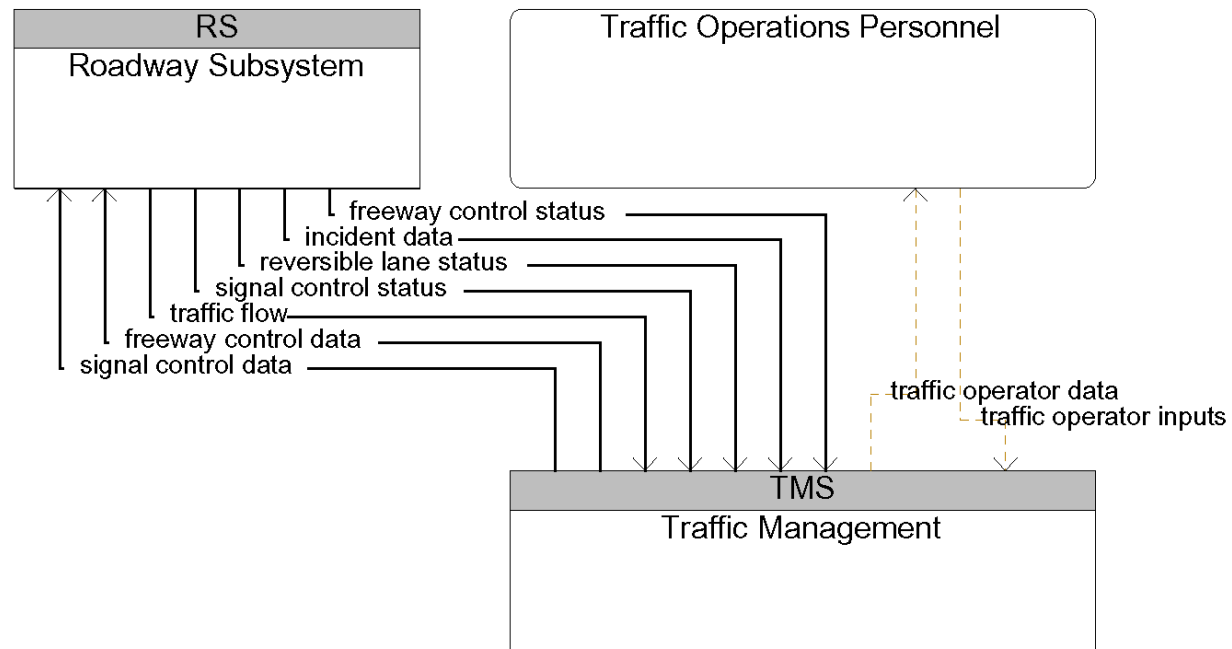 RS
Roadway Subsystem
Traffic Operations Personnel
freeway control status
incident data
reversible lane status
signal control status
traffic flow
freeway control data
signal control data
traffic operator data
traffic operator inputs
TMS
Traffic Management